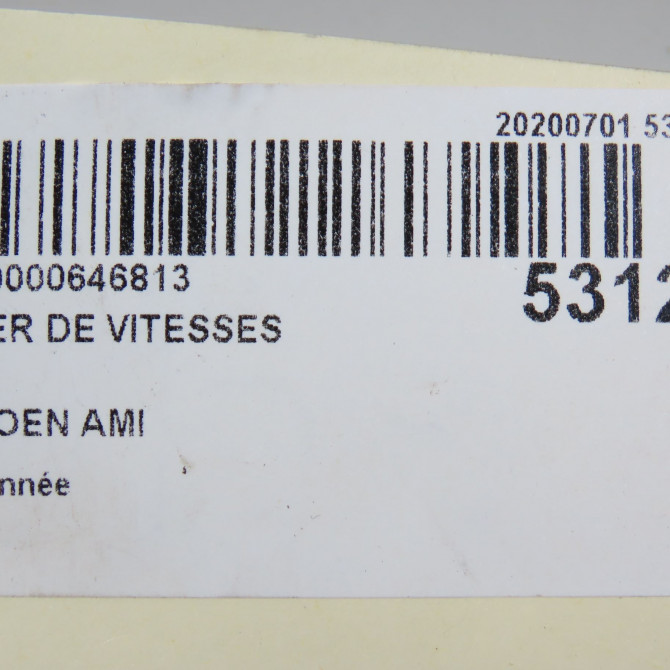 20200701 53
0000646813
5312
ER DE VITESSES
OEN AMI
nnée